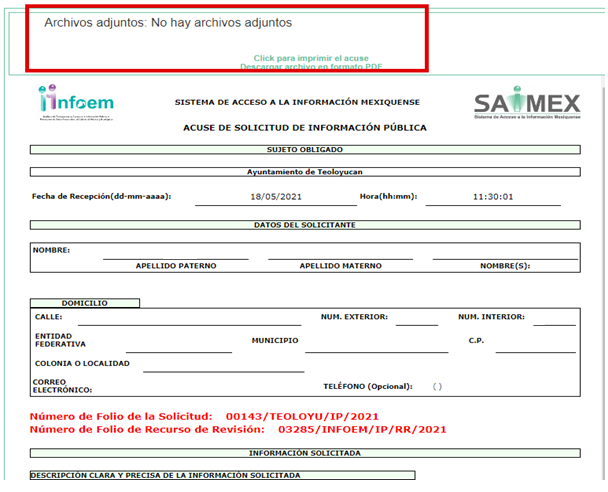 Archivos adjuntos: No hay archivos adjuntos
Click para imprimir el acuse
Descargar archivo en formato PDF
infoem
SISTEMA DE ACCESO A LA INFORMACIÓN MEXIQUENSE
SAIMEX
Sistema de Acceso a la Información Mexiquense
ACUSE DE SOLICITUD DE INFORMACIÓN PÚBLICA
SUJETO OBLIGADO
Ayuntamiento de Teoloyucan
Fecha de Recepción(dd-mm-aaaa): 18/05/2021 Hora(hh:mm): 11:30:01
DATOS DEL SOLICITANTE
NOMBRE:
APELLIDO PATERNO APELLIDO MATERNO NOMBRE(S):
DOMICILIO
CALLE: NUM. EXTERIOR: NUM. INTERIOR:
ENTIDAD
FEDERATIVA MUNICIPIO C.P.
COLONIA O LOCALIDAD
CORREO
ELECTRÓNICO: TELÉFONO (Opcional): ( )
Número de Folio de la Solicitud: 00143/TEOLOYU/IP/2021
Número de Folio de Recurso de Revisión: 03285/INFOEM/IP/RR/2021
INFORMACIÓN SOLICITADA
DESCRIPCIÓN CLARA Y PRECISA DE LA INFORMACIÓN SOLICITADA